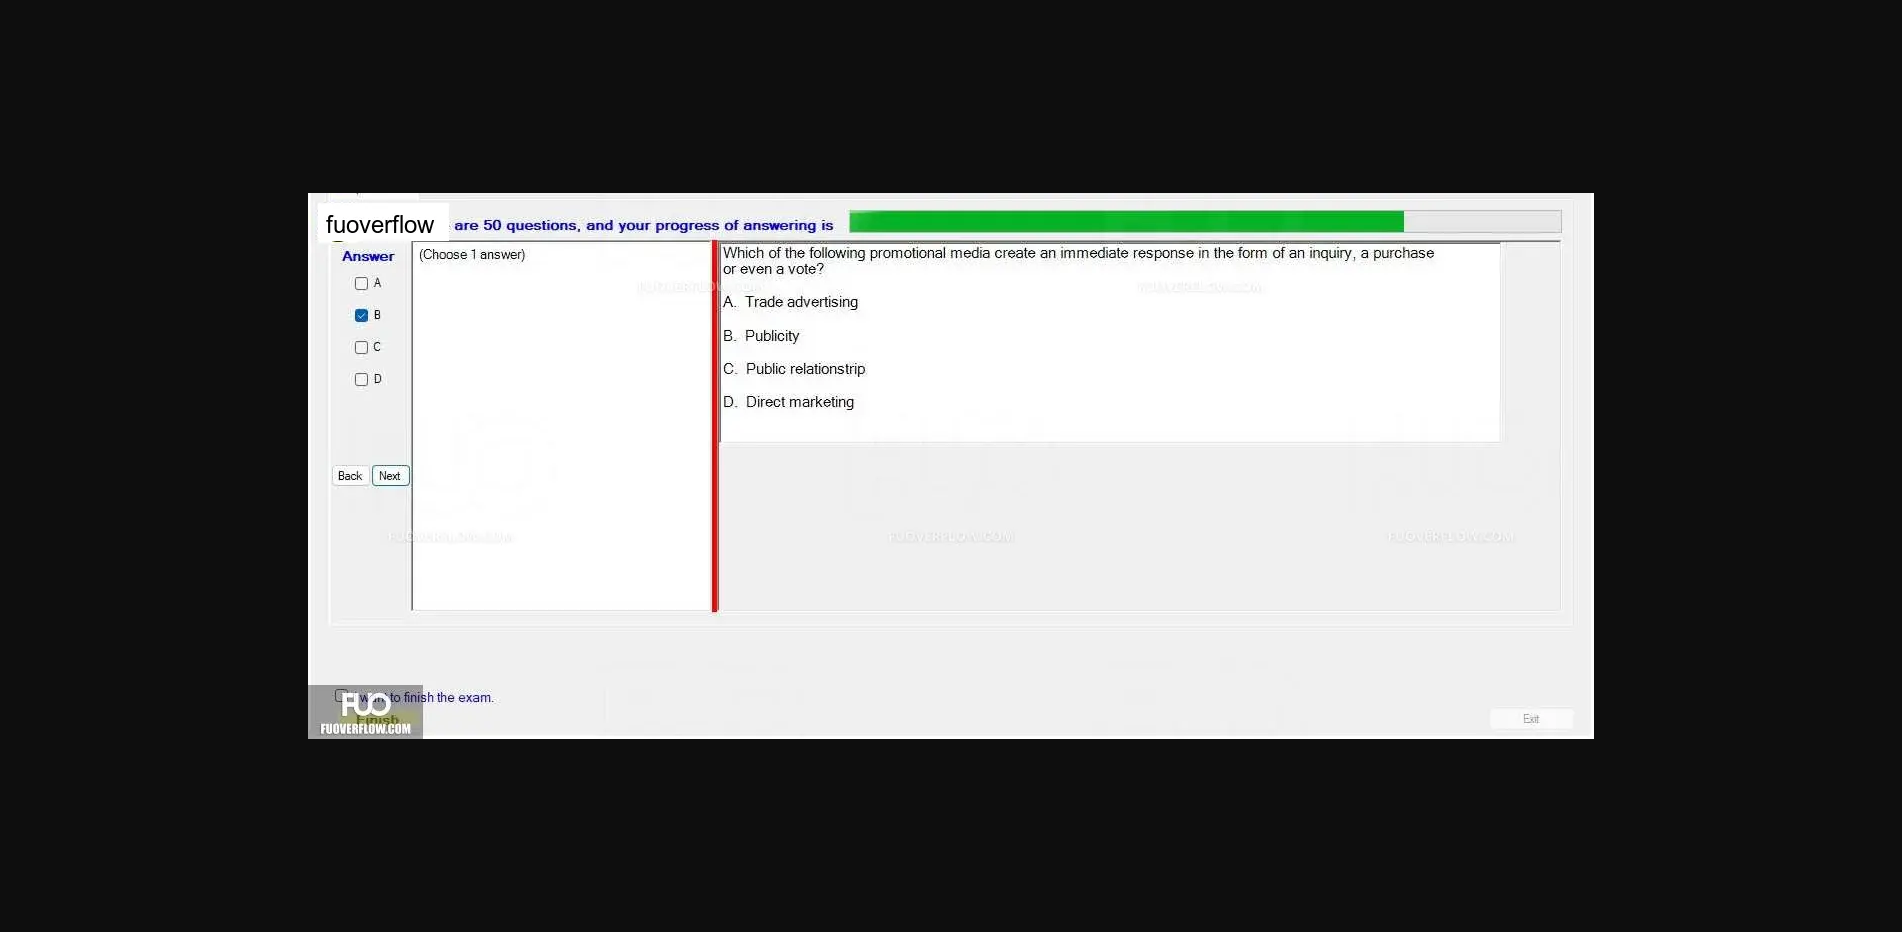 fuoverflow
are 50 questions, and your progress of answering is
Answer
(Choose 1 answer)
A
B
C
D
Back
Next
Which of the following promotional media create an immediate response in the form of an inquiry, a purchase
or even a vote?
A. Trade advertising
B. Publicity
C. Public relationstrip
D. Direct marketing
FUOVERFLOW.COM
FUOVERFLOW.COM
FUOVERFLOW.COM
FUOVERFLOW.COM
FUOVERFLOW.COM
want to finish the exam.
FUO
Finish
FUOVERFLOW.COM
Exit